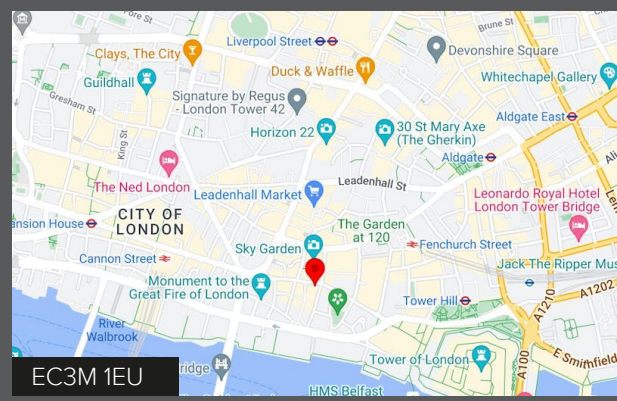 Fore St
Brune St
Liverpool Street
Clays, The City
Devonshire Square
Duck & Waffle
Guildhall
Whitechapel Gallery
Gresham St
Signature by Regus
- London Tower 42
Aldgate East
King St
Horizon 22
30 St Mary Axe
(The Gherkin)
Aldgate
The Ned London
Leadenhall St
Leadenhall Market
Leonardo Royal Hotel
London Tower Bridge
CITY OF
LONDON
ansion House
The Garden
at 120
Sky Garden
Fenchurch Street
Cannon Street
Jack The Ripper Mus
Monument to the
Great Fire of London
Tower Hill
A1210
A1202
River
Walbrook
Tower of London
A100
E Smithfield
ridge
EC3M 1EU
HMS Belfast